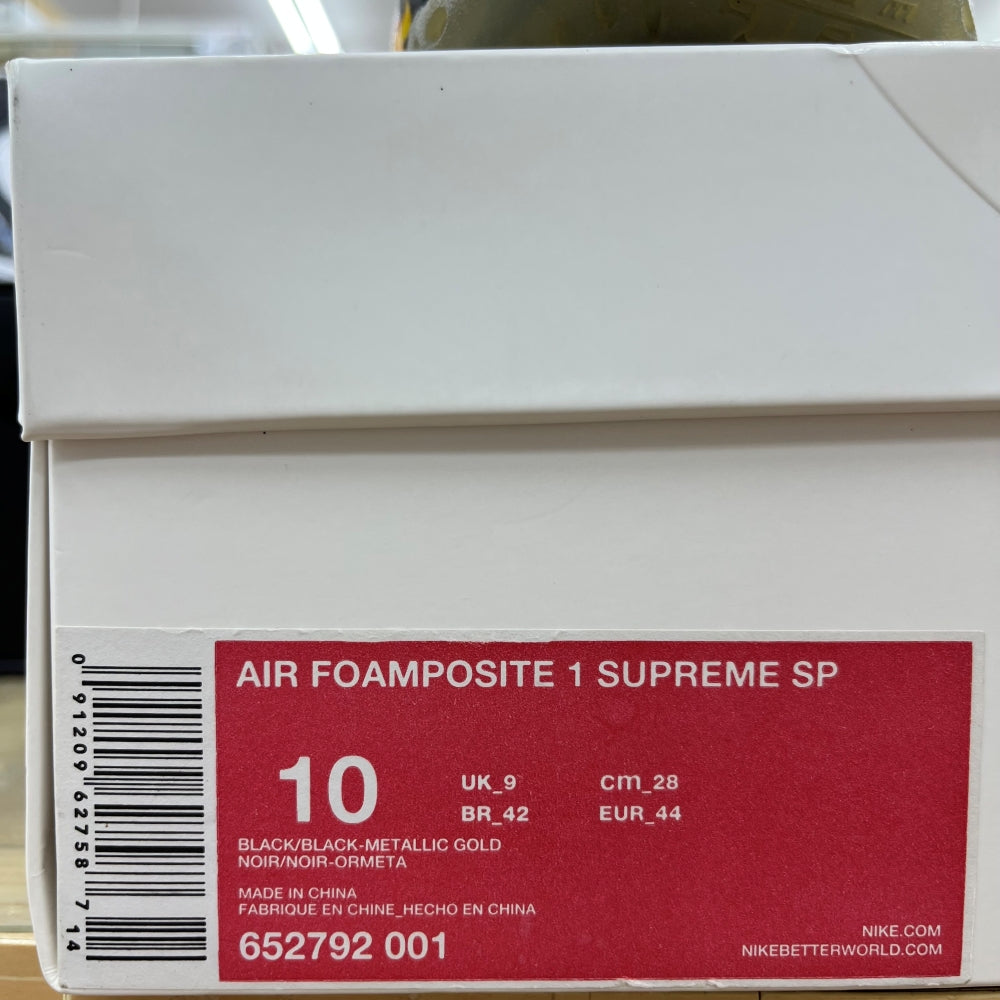 AIR FOAMPOSITE 1 SUPREME SP
10
UK_9 cm_28
BR_42 EUR_44
BLACK/BLACK-METALLIC GOLD
NOIR/NOIR-ORMETA
MADE IN CHINA
FABRIQUE EN CHINE_HECHO EN CHINA
652792 001
NIKE.COM
NIKEBETTERWORLD.COM
0 91209 62758 7 14